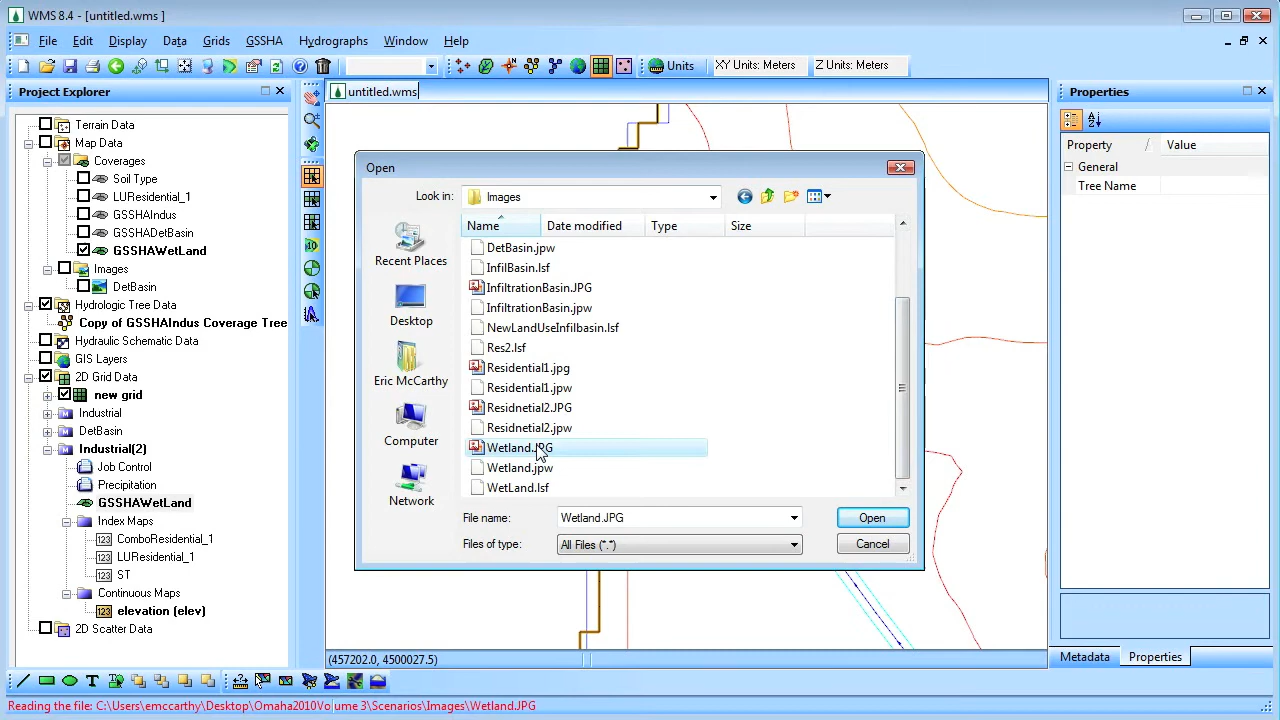 WMS 8.4 - [untitled.wms ]
File Edit Display Data Grids GSSHA Hydrographs Window Help
Units XY Units: Meters Z Units: Meters
Project Explorer
Terrain Data
Map Data
Coverages
Soil Type
LUResidential_1
GSSHAIndus
GSSHADetBasin
GSSHAWetLand
Images
DetBasin
Hydrologic Tree Data
Copy of GSSHAIndus Coverage Tree
Hydraulic Schematic Data
GIS Layers
2D Grid Data
new grid
Industrial
DetBasin
Industrial(2)
Job Control
Precipitation
GSSHAWetLand
Index Maps
ComboResidential_1
LUResidential_1
ST
Continuous Maps
elevation (elev)
2D Scatter Data
untitled.wms
Open
Look in: Images
Recent Places
Desktop
Eric McCarthy
Computer
Network
Name Date modified Type Size
DetBasin.jpw
InfilBasin.lsf
InfiltrationBasin.JPG
InfiltrationBasin.jpw
NewLandUseInfilbasin.lsf
Res2.lsf
Residential1.jpg
Residential1.jpw
Residnetial2.JPG
Residnetial2.jpw
Wetland.JPG
Wetland.jpw
WetLand.lsf
File name: Wetland.JPG Open
Files of type: All Files (*.*) Cancel
(457202.0, 4500027.5)
Properties
Property / Value
General
Tree Name
Metadata Properties
Reading the file: C:\Users\emccarthy\Desktop\Omaha2010Volume 3\Scenarios\Images\Wetland.JPG